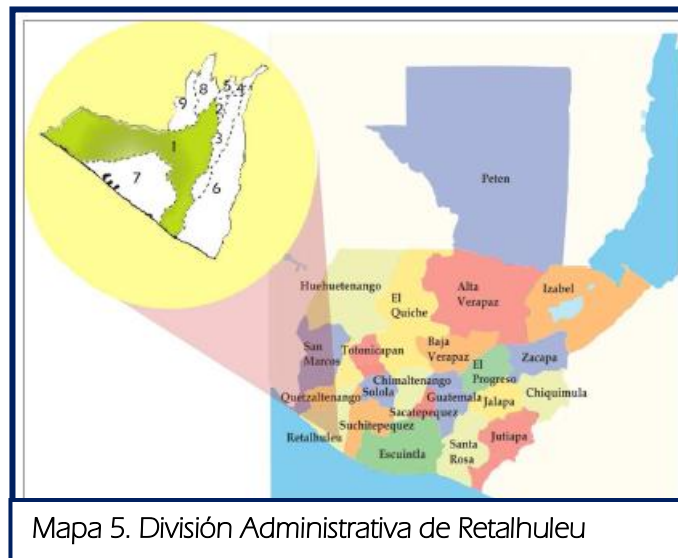 8
5
4
9
2
1
3
7
6
Peten
Huehuetenango
El
Quiche
Alta
Verapaz
Izabel
San
Marcos
Totonicapan
Baja
Verapaz
El
Progreso
Zacapa
Chimaltenango
Quetzaltenango
Solola
Guatemala
Jalapa
Chiquimula
Sacatepequez
Suchitepequez
Retalhuleu
Escuintla
Santa
Rosa
Jutiapa
Mapa 5. División Administrativa de Retalhuleu